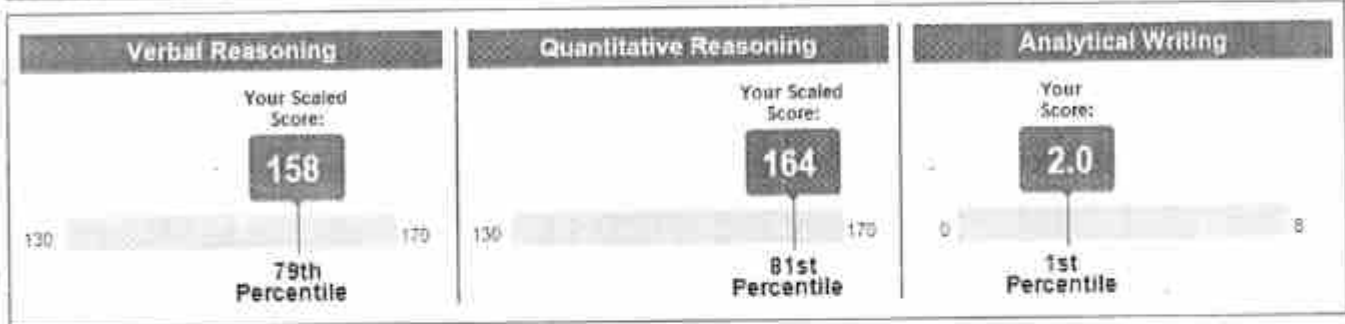 Verbal Reasoning
Your Scaled
Score:
158
130
170
79th
Percentile
Quantitative Reasoning
Your Scaled
Score:
164
130
170
81st
Percentile
Analytical Writing
Your
Score:
2.0
0
6
1st
Percentile